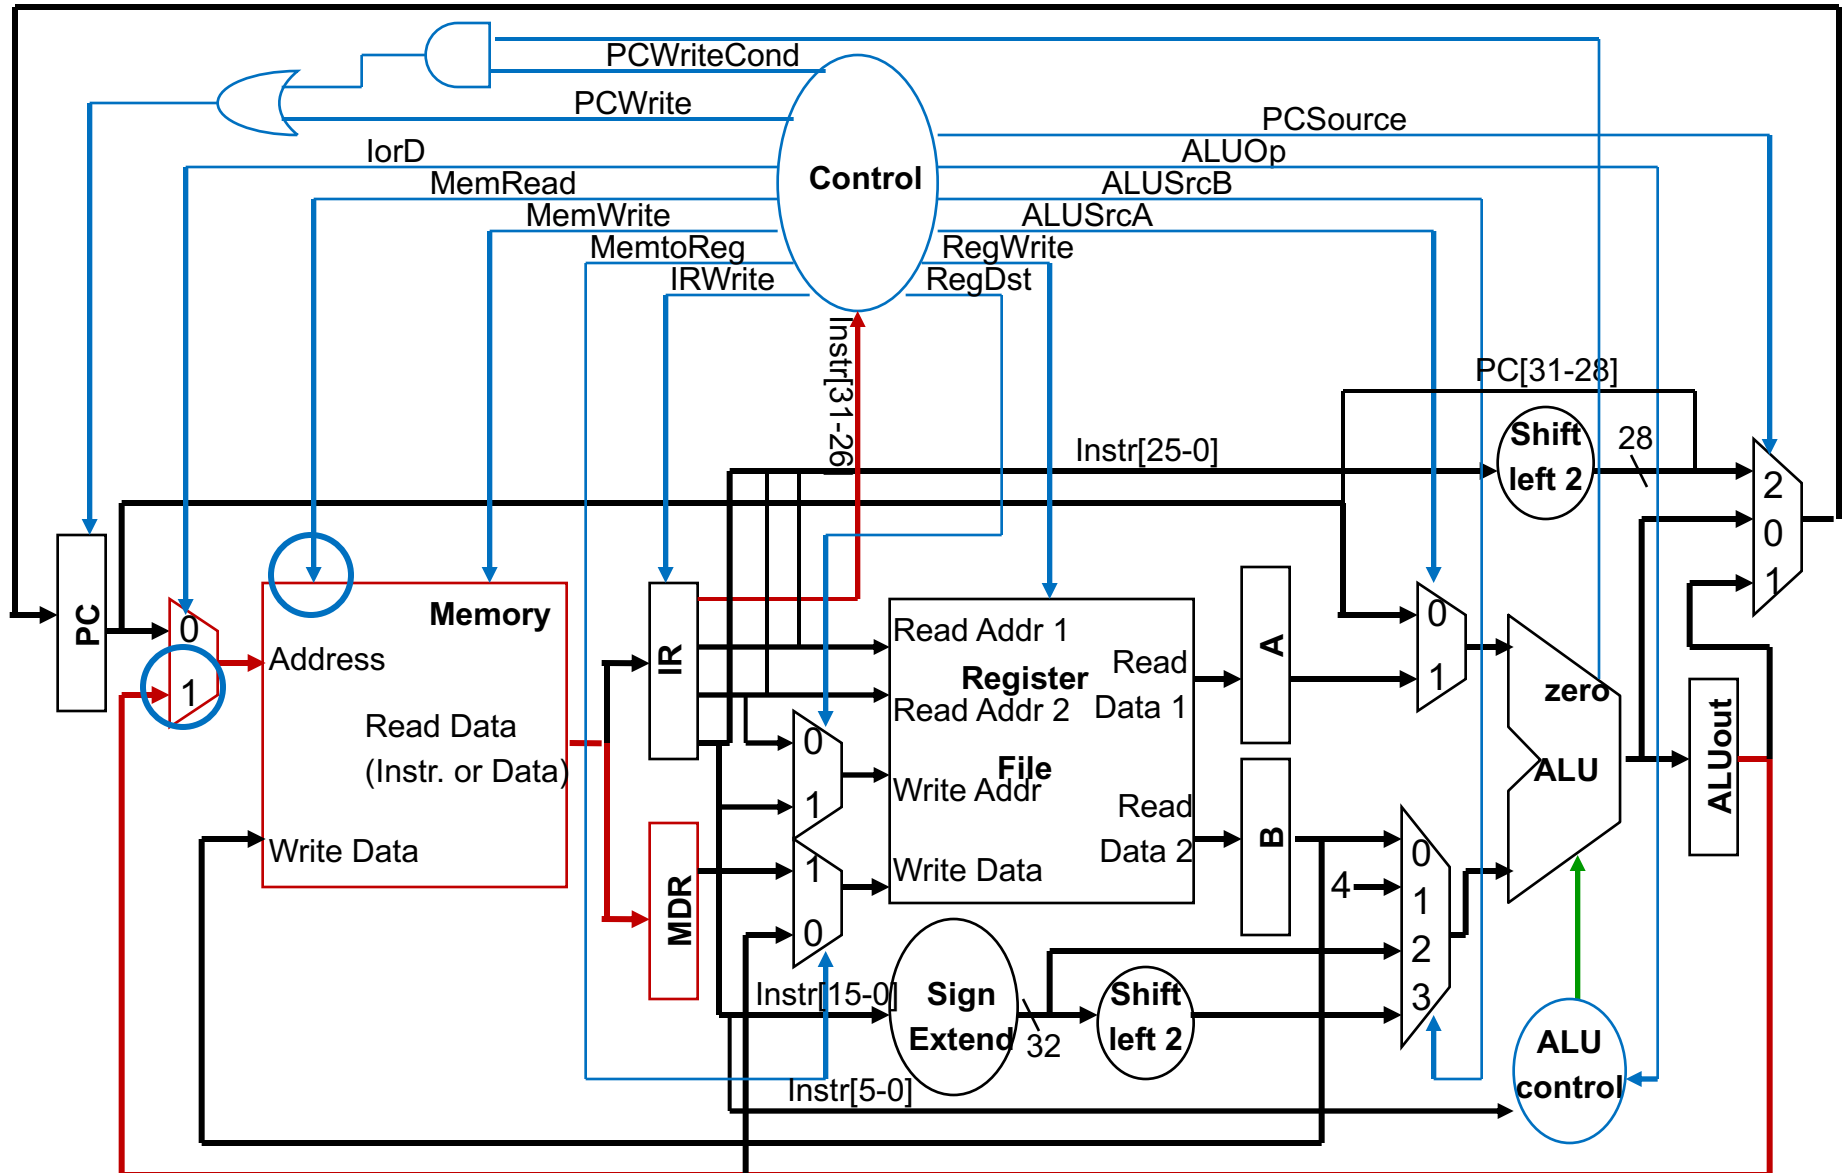 PCWriteCond
PCWrite
PCSource
IorD
ALUOp
Control
MemRead
ALUSrcB
MemWrite
ALUSrcA
MemtoReg
RegWrite
IRWrite
RegDst
Instr[31-26]
PC[31-28]
Instr[25-0]
Shift
left 2
28
2
0
1
PC
0
1
Memory
Address
Read Data
(Instr. or Data)
Write Data
IR
MDR
Read Addr 1
Register
Read Addr 2
File
Write Addr
Write Data
Read
Data 1
Read
Data 2
0
1
1
0
A
B
0
1
zero
ALU
ALUout
4
0
1
2
3
Instr[15-0]
Sign
Extend
32
Shift
left 2
Instr[5-0]
ALU
control